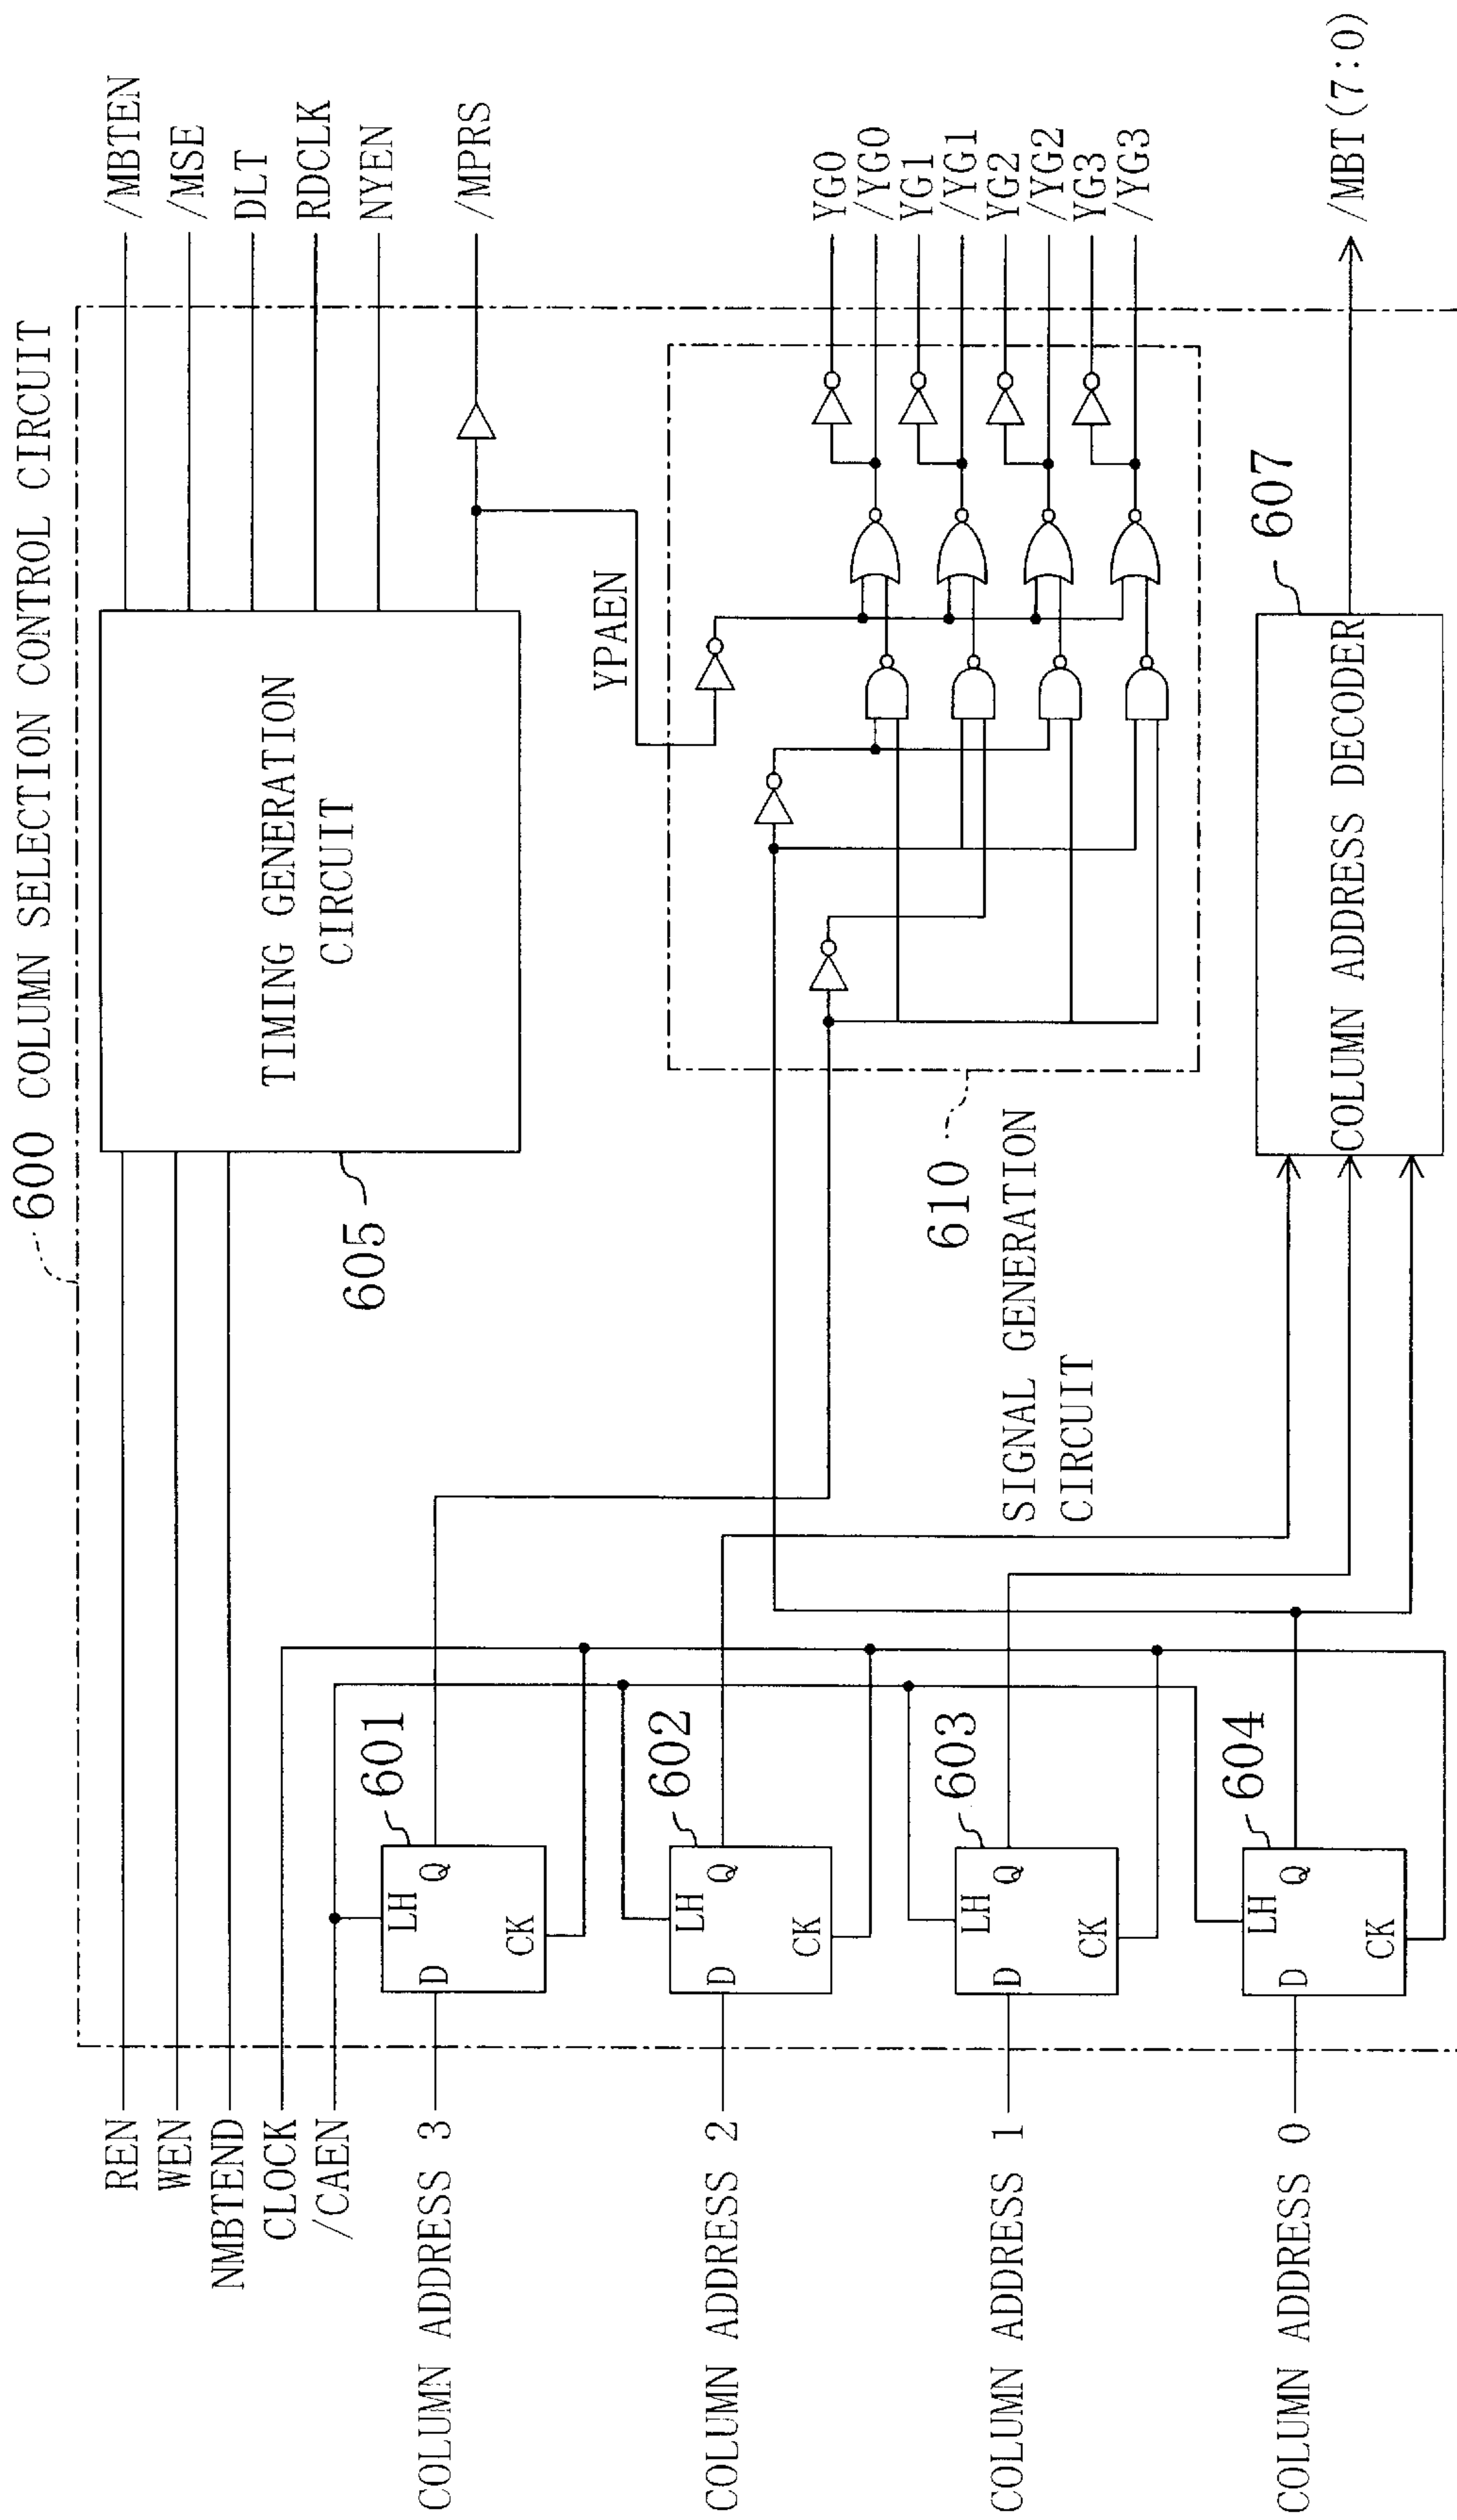 600 COLUMN SELECTION CONTROL CIRCUIT
REN
WEN
NMBTEND
CLOCK
/CAEN
COLUMN ADDRESS 3
COLUMN ADDRESS 2
COLUMN ADDRESS 1
COLUMN ADDRESS 0
601
D
LH
Q
CK
602
D
LH
Q
CK
603
D
LH
Q
CK
604
D
LH
Q
CK
605
TIMING GENERATION
CIRCUIT
YPAEN
610
SIGNAL GENERATION
CIRCUIT
607
COLUMN ADDRESS DECODER
/MBTEN
/MSE
DLT
RDCLK
NYEN
/MPRS
YG0
/YG0
YG1
/YG1
YG2
/YG2
YG3
/YG3
/MBT(7:0)